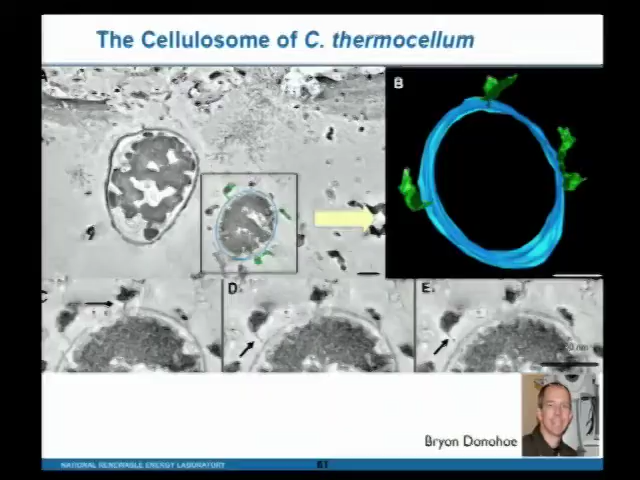 The Cellulosome of C. thermocellum
B
C
D
E
Bryon Donohoe
NATIONAL RENEWABLE ENERGY LABORATORY